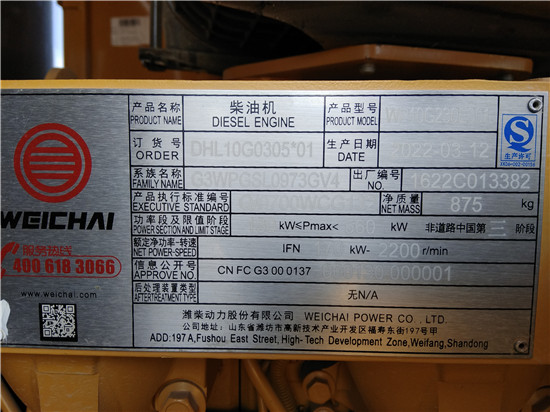 WEICHAI
服务热线
400 618 3066
www.weichai.com
产品名称 柴油机 产品型号
PRODUCT NAME DIESEL ENGINE PRODUCT MODEL
订货号 DHL10G0305*01 生产日期
ORDER DATE
系族名称 出厂编号
FAMILY NAME 1622C013382
产品执行标准编号 净质量 875 kg
EXECUTIVE STANDARD NET MASS
功率段及限值阶段 kW≤Pmax< 非道路中国第三阶段
POWER SECTION AND LIMIT STAGE
额定净功率-转速 IFN kW- 2200 r/min
NET POWER-SPEED
信息公开号 CN FC G3 00 0137 000001
APPROVE NO.
后处理装置类型 无N/A
AFTERTREATMENT TYPE
潍柴动力股份有限公司 WEICHAI POWER CO., LTD.
公司地址: 山东省潍坊市高新技术产业开发区福寿东街197号甲
ADD:197 A,Fushou East Street,High-Tech Development Zone,Weifang,Shandong
生产许可